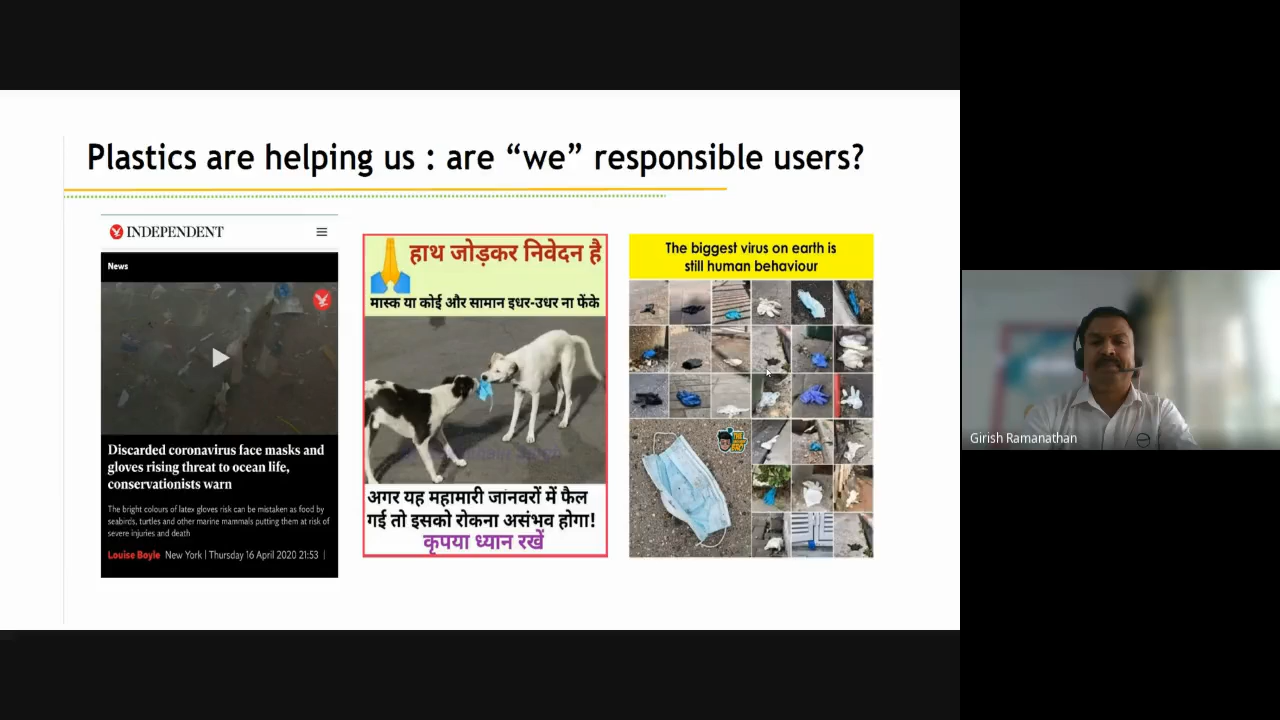 Plastics are helping us : are “we” responsible users?
INDEPENDENT
News
Discarded coronavirus face masks and
gloves rising threat to ocean life,
conservationists warn
The bright colours of latex gloves risk can be mistaken as food by
seabirds, turtles and other marine mammals putting them at risk of
severe injuries and death
Louise Boyle New York | Thursday 16 April 2020 21:53 |
हाथ जोड़कर निवेदन है
मास्क या कोई और सामान इधर-उधर ना फेंके
अगर यह महामारी जानवरों में फैल
गई तो इसको रोकना असंभव होगा!
कृपया ध्यान रखें
The biggest virus on earth is
still human behaviour
Girish Ramanathan